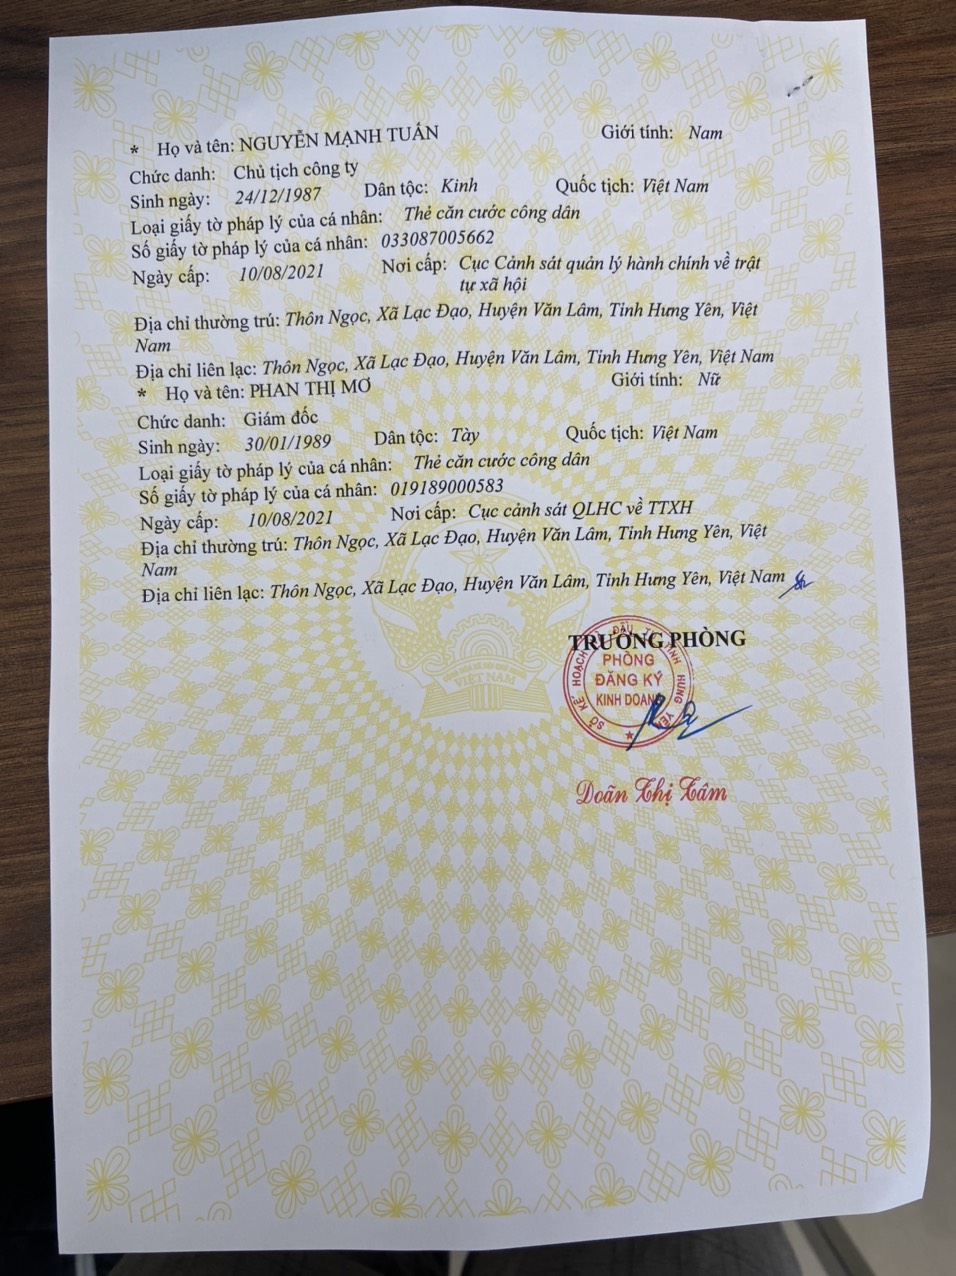 * Họ và tên: NGUYỄN MẠNH TUẤN Giới tính: Nam
Chức danh: Chủ tịch công ty
Sinh ngày: 24/12/1987 Dân tộc: Kinh Quốc tịch: Việt Nam
Loại giấy tờ pháp lý của cá nhân: Thẻ căn cước công dân
Số giấy tờ pháp lý của cá nhân: 033087005662
Ngày cấp: 10/08/2021 Nơi cấp: Cục Cảnh sát quản lý hành chính về trật
tự xã hội
Địa chỉ thường trú: Thôn Ngọc, Xã Lạc Đạo, Huyện Văn Lâm, Tỉnh Hưng Yên, Việt
Nam
Địa chỉ liên lạc: Thôn Ngọc, Xã Lạc Đạo, Huyện Văn Lâm, Tỉnh Hưng Yên, Việt Nam
* Họ và tên: PHAN THỊ MƠ Giới tính: Nữ
Chức danh: Giám đốc
Sinh ngày: 30/01/1989 Dân tộc: Tày Quốc tịch: Việt Nam
Loại giấy tờ pháp lý của cá nhân: Thẻ căn cước công dân
Số giấy tờ pháp lý của cá nhân: 019189000583
Ngày cấp: 10/08/2021 Nơi cấp: Cục cảnh sát QLHC về TTXH
Địa chỉ thường trú: Thôn Ngọc, Xã Lạc Đạo, Huyện Văn Lâm, Tỉnh Hưng Yên, Việt
Nam
Địa chỉ liên lạc: Thôn Ngọc, Xã Lạc Đạo, Huyện Văn Lâm, Tỉnh Hưng Yên, Việt Nam
TRƯỞNG PHÒNG
SỞ KẾ HOẠCH ĐẦU TƯ TỈNH HƯNG YÊN
PHÒNG
ĐĂNG KÝ
KINH DOANH
VIỆT NAM
Doãn Thị Tâm